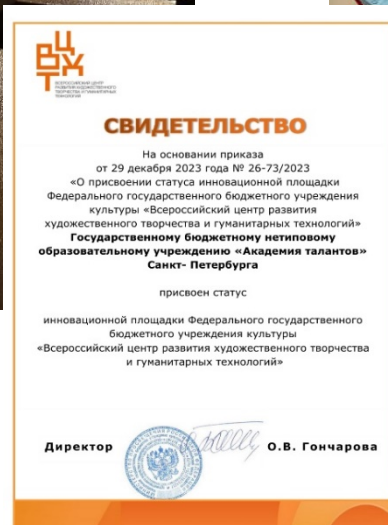 ВЦХТ
ВСЕРОССИЙСКИЙ ЦЕНТР
РАЗВИТИЯ ХУДОЖЕСТВЕННОГО
ТВОРЧЕСТВА И ГУМАНИТАРНЫХ
ТЕХНОЛОГИЙ
СВИДЕТЕЛЬСТВО
На основании приказа
от 29 декабря 2023 года № 26-73/2023
«О присвоении статуса инновационной площадки
Федерального государственного бюджетного учреждения
культуры «Всероссийский центр развития
художественного творчества и гуманитарных технологий»
Государственному бюджетному нетиповому
образовательному учреждению «Академия талантов»
Санкт- Петербурга
присвоен статус
инновационной площадки Федерального государственного
бюджетного учреждения культуры
«Всероссийский центр развития художественного творчества
и гуманитарных технологий»
Директор О.В. Гончарова